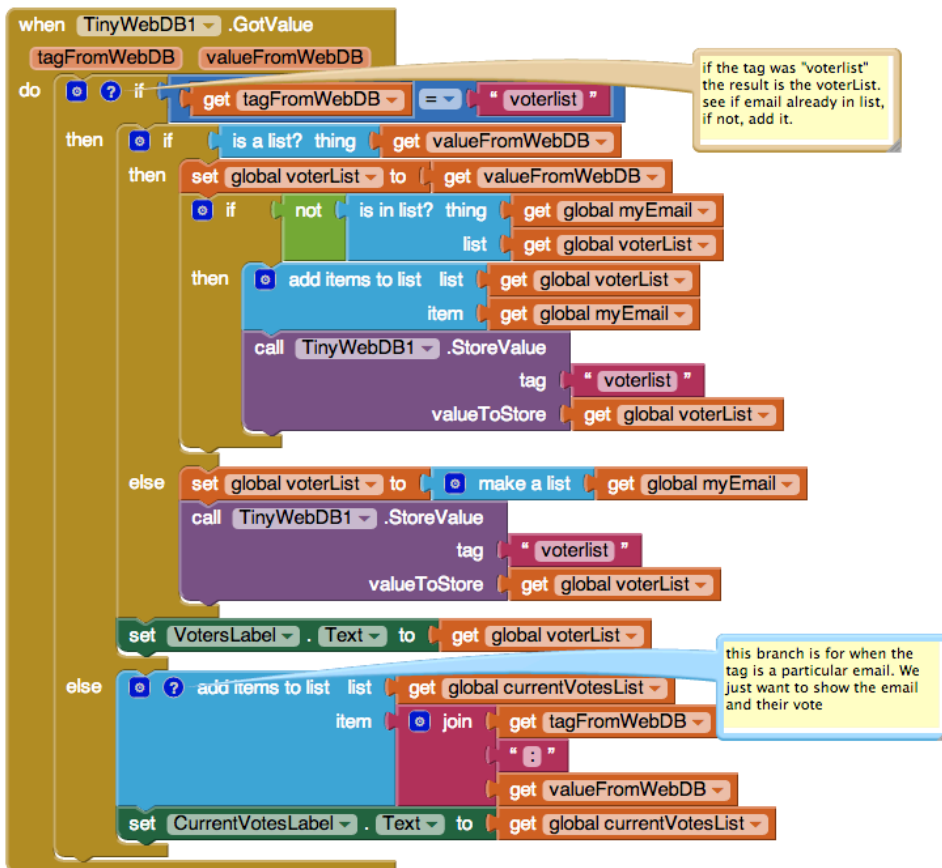 when TinyWebDB1 .GotValue
tagFromWebDB valueFromWebDB
do if get tagFromWebDB = " voterlist "
if the tag was "voterlist"
the result is the voterList.
see if email already in list,
if not, add it.
then if is a list? thing get valueFromWebDB
then set global voterList to get valueFromWebDB
if not is in list? thing get global myEmail
list get global voterList
then add items to list list get global voterList
item get global myEmail
call TinyWebDB1 .StoreValue
tag " voterlist "
valueToStore get global voterList
else set global voterList to make a list get global myEmail
call TinyWebDB1 .StoreValue
tag " voterlist "
valueToStore get global voterList
set VotersLabel . Text to get global voterList
this branch is for when the
tag is a particular email. We
just want to show the email
and their vote
else ? add items to list list get global currentVotesList
item join get tagFromWebDB
" : "
get valueFromWebDB
set CurrentVotesLabel . Text to get global currentVotesList